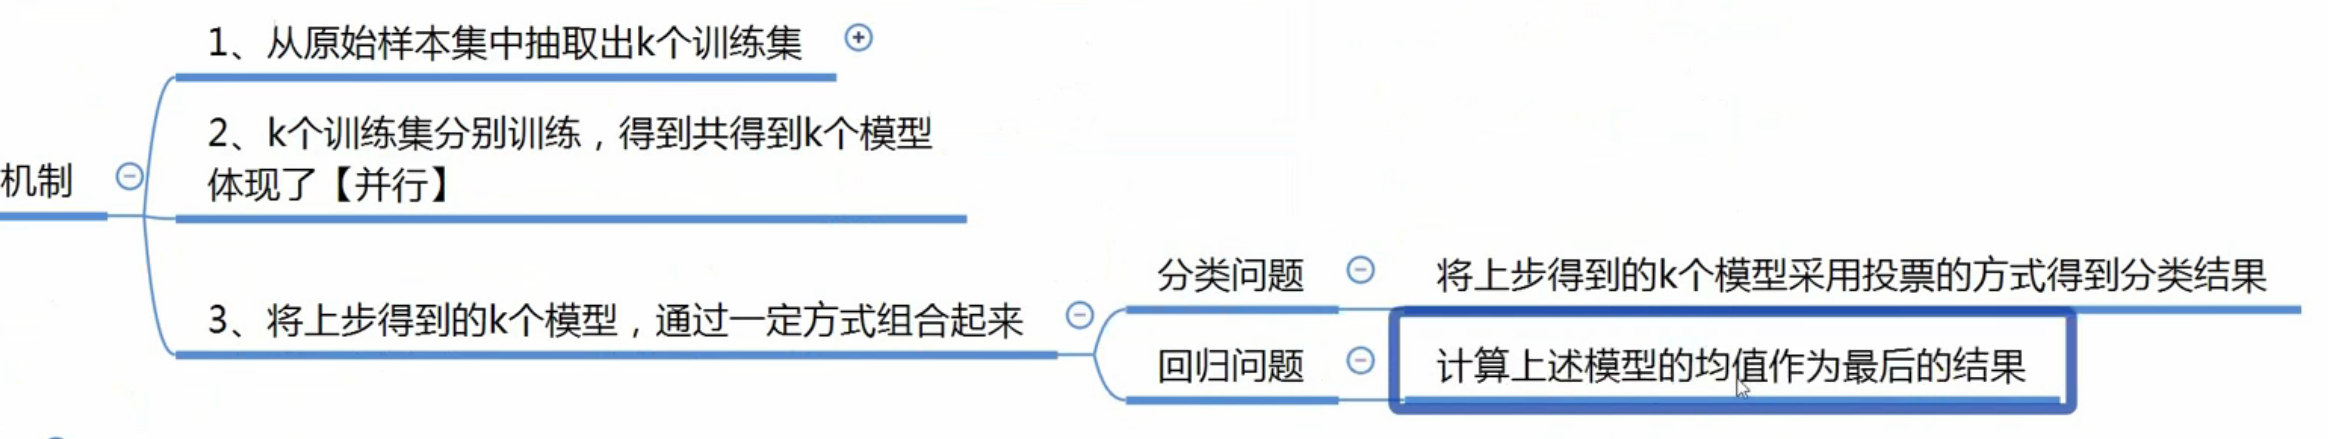 1、从原始样本集中抽取出k个训练集
2、k个训练集分别训练，得到共得到k个模型
体现了【并行】
机制
3、将上步得到的k个模型，通过一定方式组合起来
分类问题
将上步得到的k个模型采用投票的方式得到分类结果
回归问题
计算上述模型的均值作为最后的结果